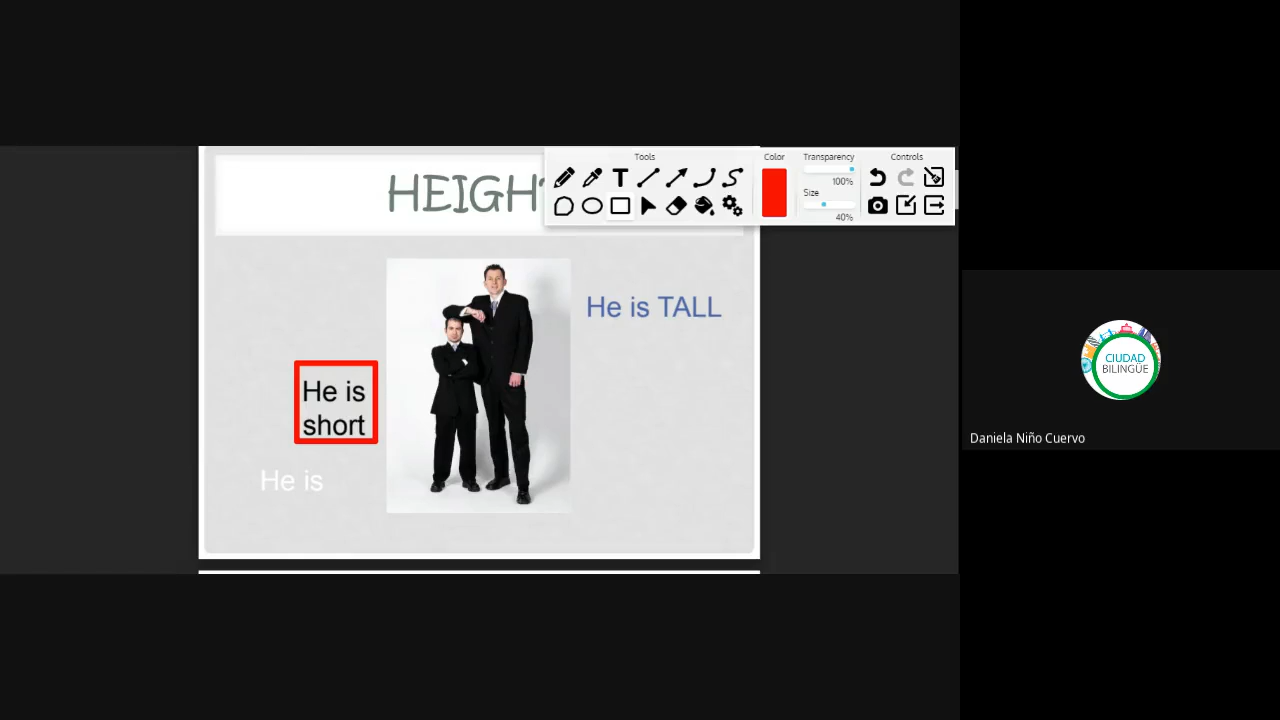 HEIGH
Tools
Color
Transparency
100%
Size
40%
Controls
He is TALL
He is
short
He is
CIUDAD
BILINGÜE
Daniela Niño Cuervo